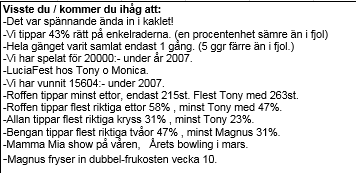 Visste du / kommer du ihåg att:
-Det var spännande ända in i kaklet!
-Vi tippar 43% rätt på enkelraderna. (en procentenhet sämre än i fjol)
-Hela gänget varit samlat endast 1 gång. (5 ggr färre än i fjol.)
-Vi har spelat för 20000:- under år 2007.
-LuciaFest hos Tony o Monica.
-Vi har vunnit 15604:- under 2007.
-Roffen tippar minst ettor, endast 215st. Flest Tony med 263st.
-Roffen tippar flest riktiga ettor 58% , minst Tony med 47%.
-Allan tippar flest riktiga kryss 31% , minst Tony 23%.
-Bengan tippar flest riktig tvåor 47% , minst Magnus 31%.
-Mamma Mia show på våren,   Årets bowling i mars.
-Magnus fryser in dubbel-frukosten vecka 10.